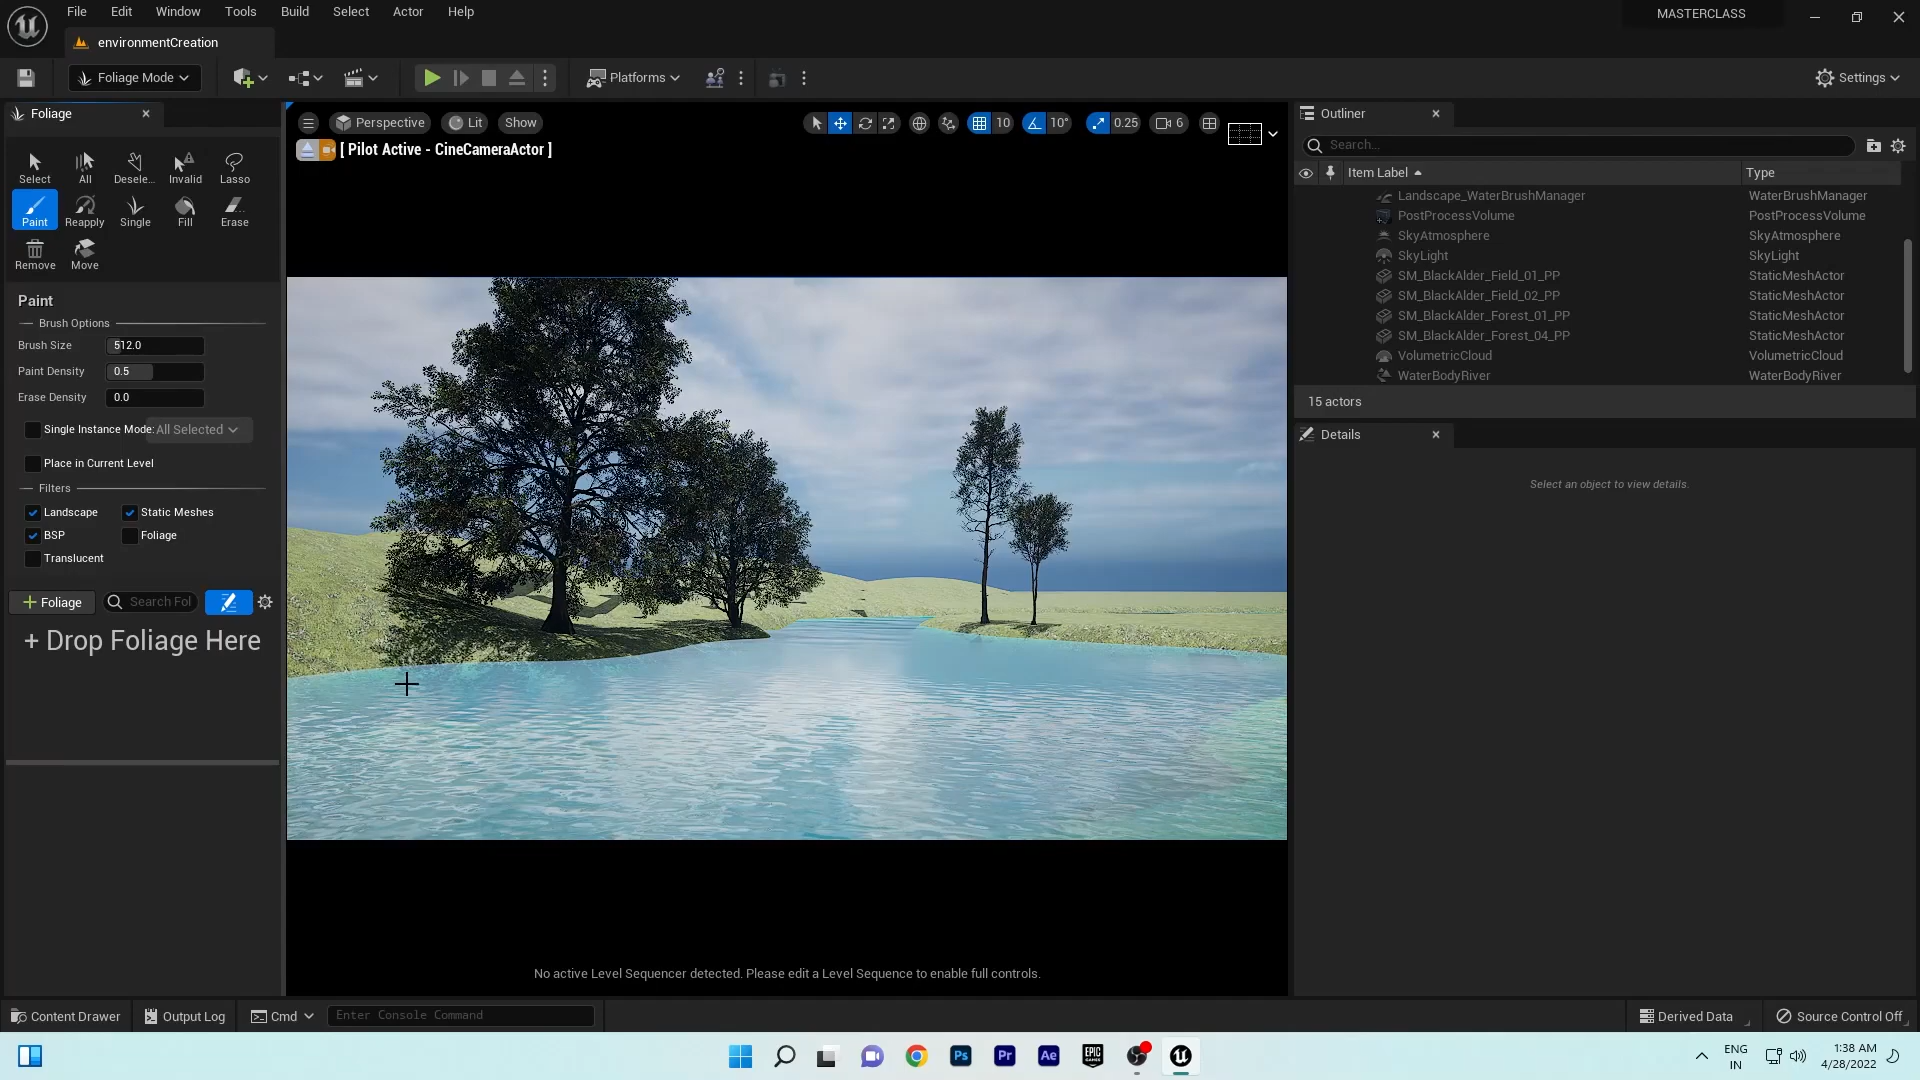 File Edit Window Tools Build Select Actor Help
MASTERCLASS
environmentCreation
Foliage Mode
Platforms
Settings
Foliage
Select All Desele... Invalid Lasso
Paint Reapply Single Fill Erase
Remove Move
Paint
Brush Options
Brush Size 512.0
Paint Density 0.5
Erase Density 0.0
Single Instance Mode: All Selected
Place in Current Level
Filters
Landscape Static Meshes
BSP Foliage
Translucent
+ Foliage Search Fol
+ Drop Foliage Here
Perspective Lit Show
10 10° 0.25 6
[ Pilot Active - CineCameraActor ]
No active Level Sequencer detected. Please edit a Level Sequence to enable full controls.
Outliner
Search...
Item Label Type
Landscape_WaterBrushManager WaterBrushManager
PostProcessVolume PostProcessVolume
SkyAtmosphere SkyAtmosphere
SkyLight SkyLight
SM_BlackAlder_Field_01_PP StaticMeshActor
SM_BlackAlder_Field_02_PP StaticMeshActor
SM_BlackAlder_Forest_01_PP StaticMeshActor
SM_BlackAlder_Forest_04_PP StaticMeshActor
VolumetricCloud VolumetricCloud
WaterBodyRiver WaterBodyRiver
15 actors
Details
Select an object to view details.
Content Drawer Output Log Cmd Enter Console Command
Derived Data Source Control Off
Ps Pr Ae
EPIC GAMES
ENG
IN
1:38 AM
4/28/2022